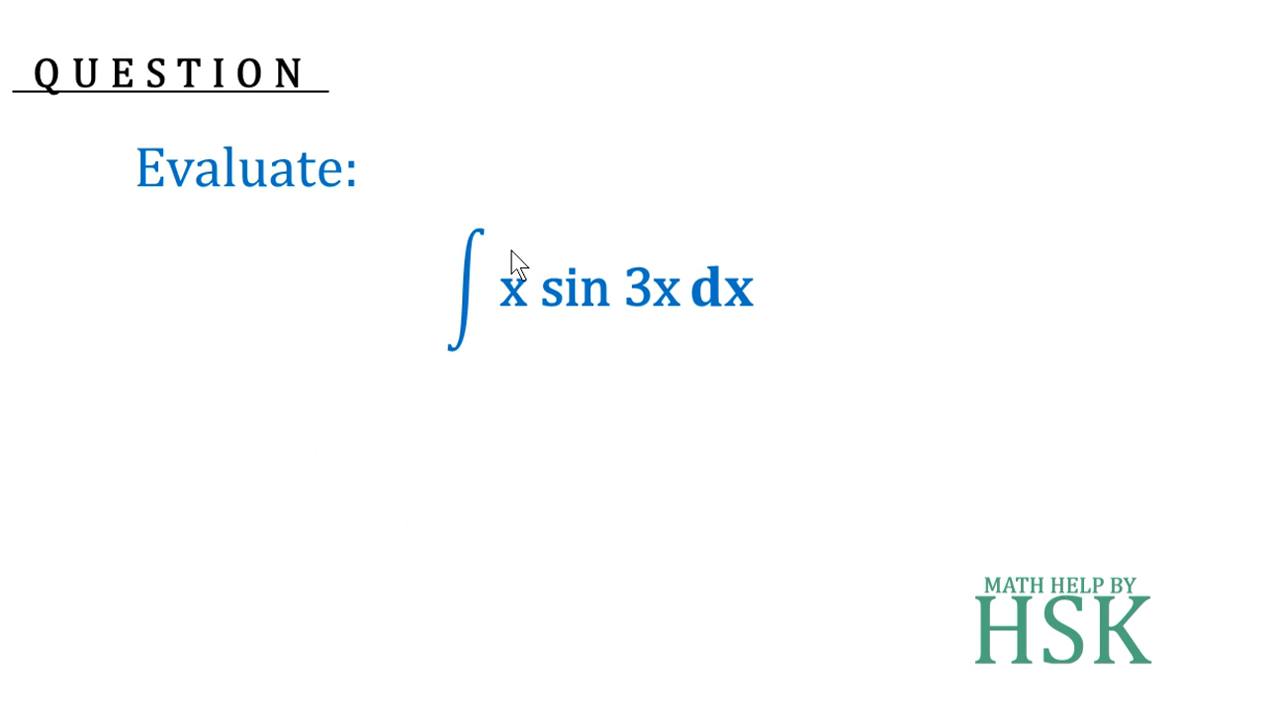 QUESTION
Evaluate:
∫ x sin 3x dx
MATH HELP BY
HSK